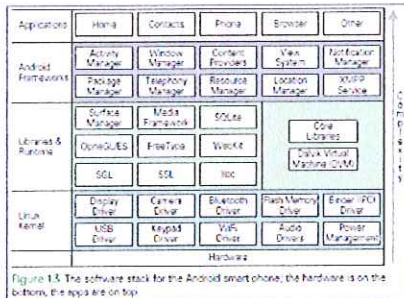 Applications Home Contacts Phone Browser Other
Android Frameworks
Activity Manager Window Manager Content Providers View System Notification Manager
Package Manager Telephony Manager Resource Manager Location Manager XMPP Service
Libraries & Runtime
Surface Manager Media Framework SQLite
OpenGL/ES FreeType WebKit
SGL SSL libc
Core Libraries
Dalvik Virtual Machine (DVM)
Linux Kernel
Display Driver Camera Driver Bluetooth Driver Flash Memory Driver Binder (IPC) Driver
USB Driver Keypad Driver WiFi Driver Audio Drivers Power Management
Hardware
Complexity
Figure 1.3 The software stack for the Android smart phone; the hardware is on the
bottom, the apps are on top